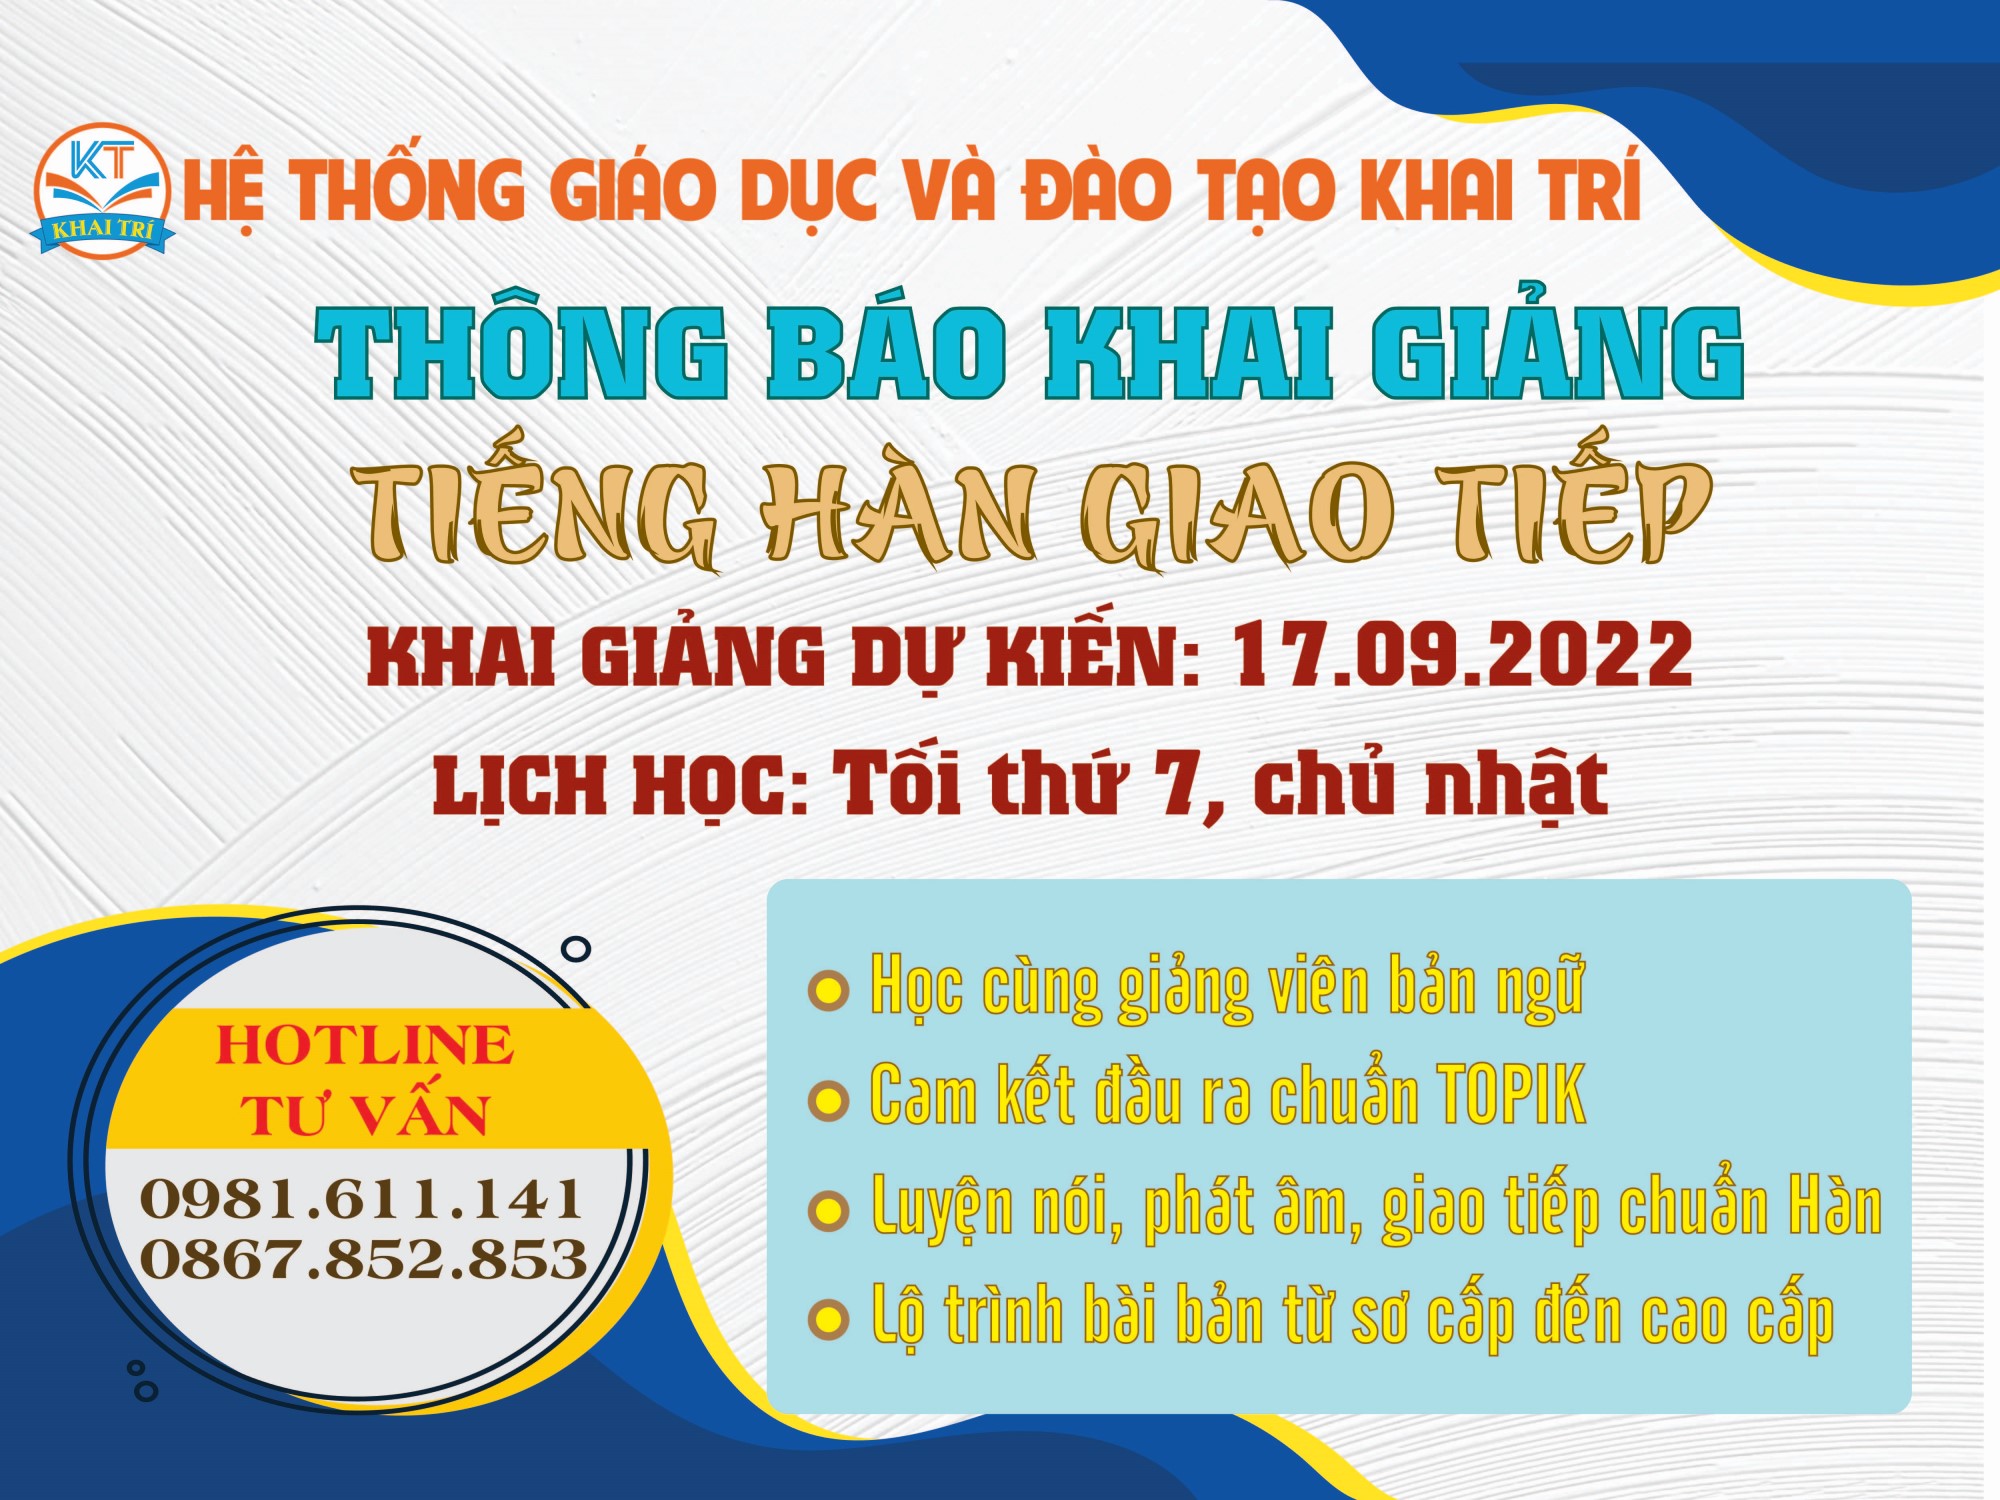 KT
KHAI TRÍ
HỆ THỐNG GIÁO DỤC VÀ ĐÀO TẠO KHAI TRÍ
THÔNG BÁO KHAI GIẢNG
TIẾNG HÀN GIAO TIẾP
KHAI GIẢNG DỰ KIẾN: 17.09.2022
LỊCH HỌC: Tối thứ 7, chủ nhật
HOTLINE
TƯ VẤN
0981.611.141
0867.852.853
Học cùng giảng viên bản ngữ
Cam kết đầu ra chuẩn TOPIK
Luyện nói, phát âm, giao tiếp chuẩn Hàn
Lộ trình bài bản từ sơ cấp đến cao cấp